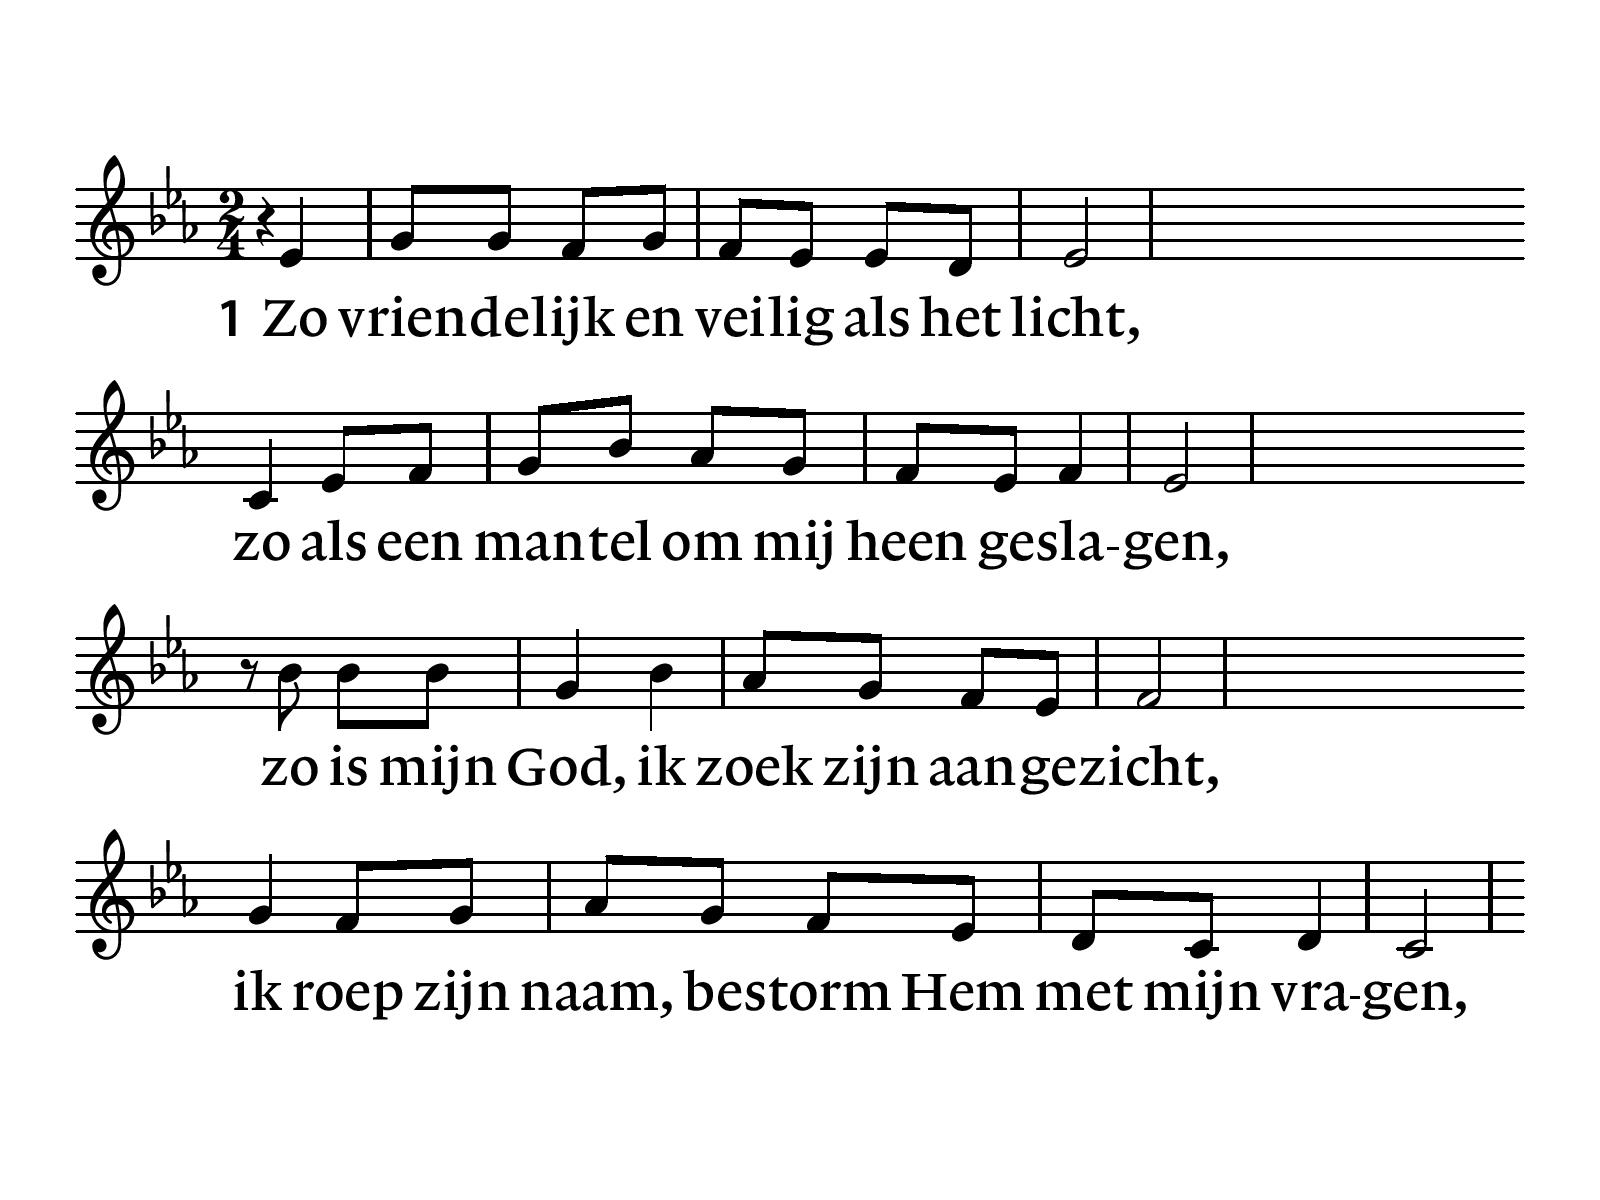 1 Zo vriendelijk en veilig als het licht,
zo als een mantel om mij heen gesla-gen,
zo is mijn God, ik zoek zijn aangezicht,
ik roep zijn naam, bestorm Hem met mijn vra-gen,